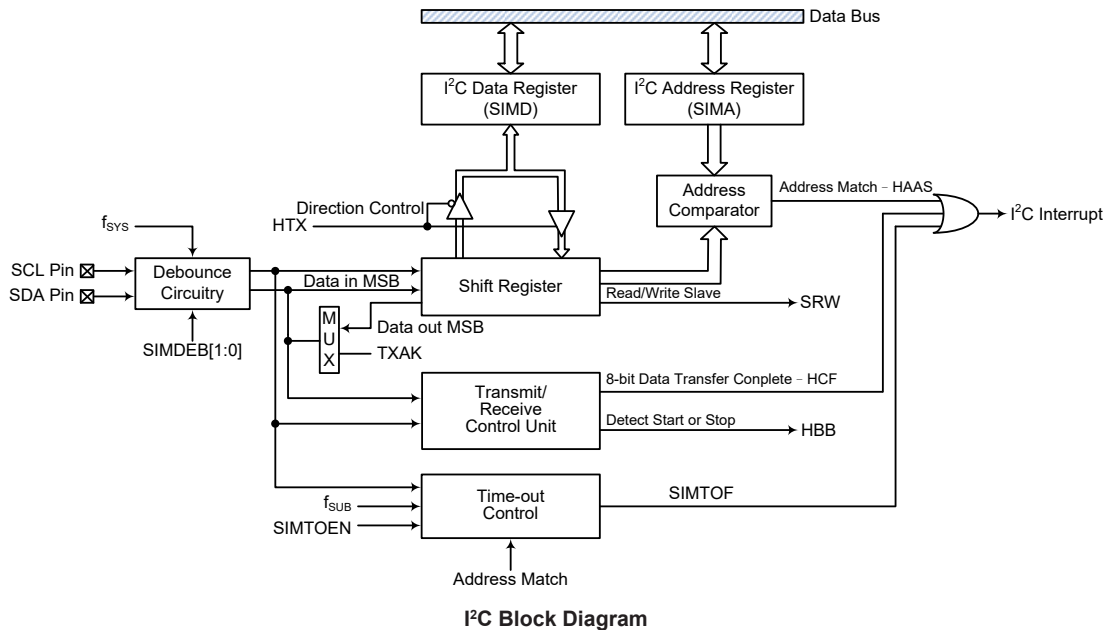 Data Bus
I²C Data Register
(SIMD)
I²C Address Register
(SIMA)
Address
Comparator
Address Match - HAAS
I²C Interrupt
Direction Control
HTX
fSYS
SCL Pin
SDA Pin
Debounce
Circuitry
SIMDEB[1:0]
Data in MSB
Shift Register
Read/Write Slave
SRW
M
U
X
Data out MSB
TXAK
Transmit/
Receive
Control Unit
8-bit Data Transfer Conplete - HCF
Detect Start or Stop
HBB
fSUB
SIMTOEN
Time-out
Control
SIMTOF
Address Match
I²C Block Diagram